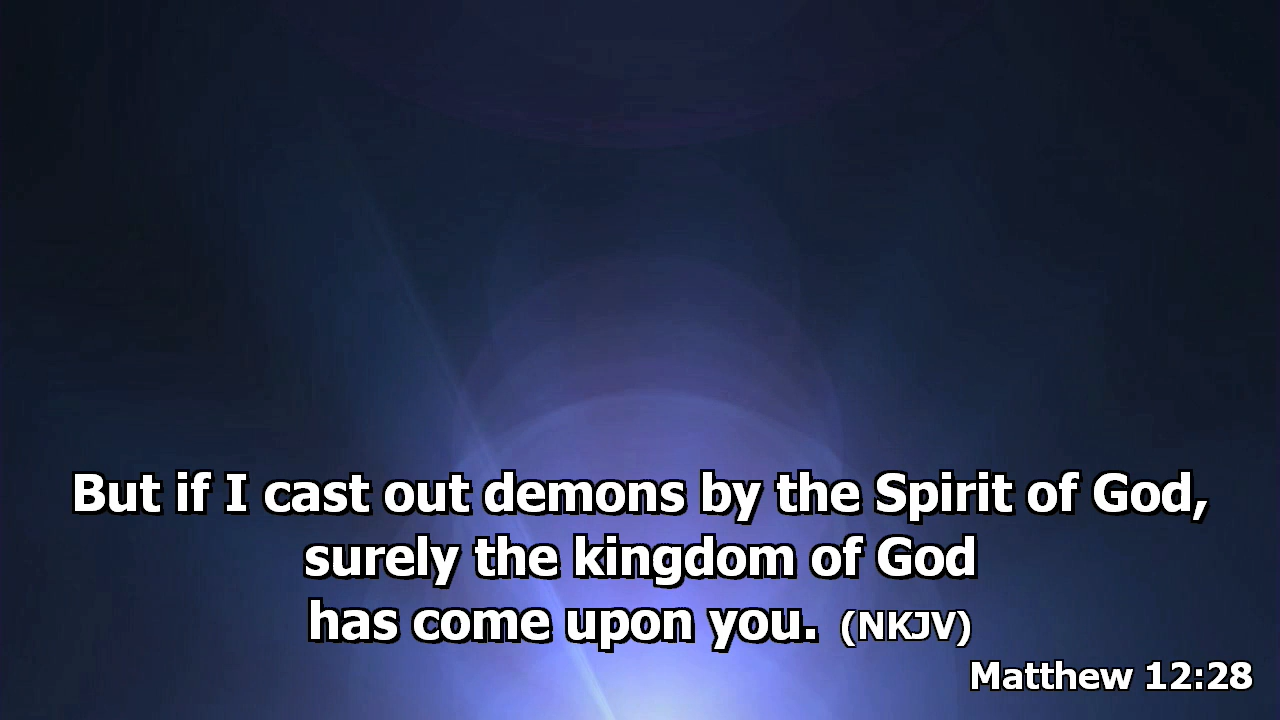 But if I cast out demons by the Spirit of God,
surely the kingdom of God
has come upon you. (NKJV)
Matthew 12:28